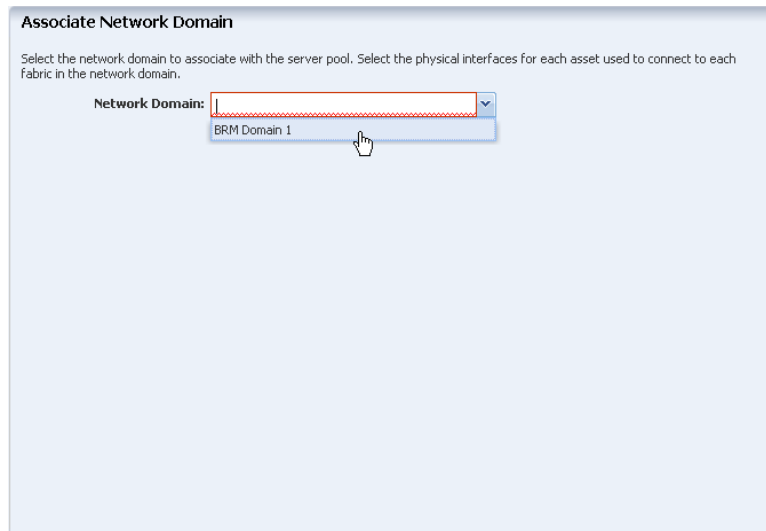 Associate Network Domain
Select the network domain to associate with the server pool. Select the physical interfaces for each asset used to connect to each
fabric in the network domain.
Network Domain:
BRM Domain 1